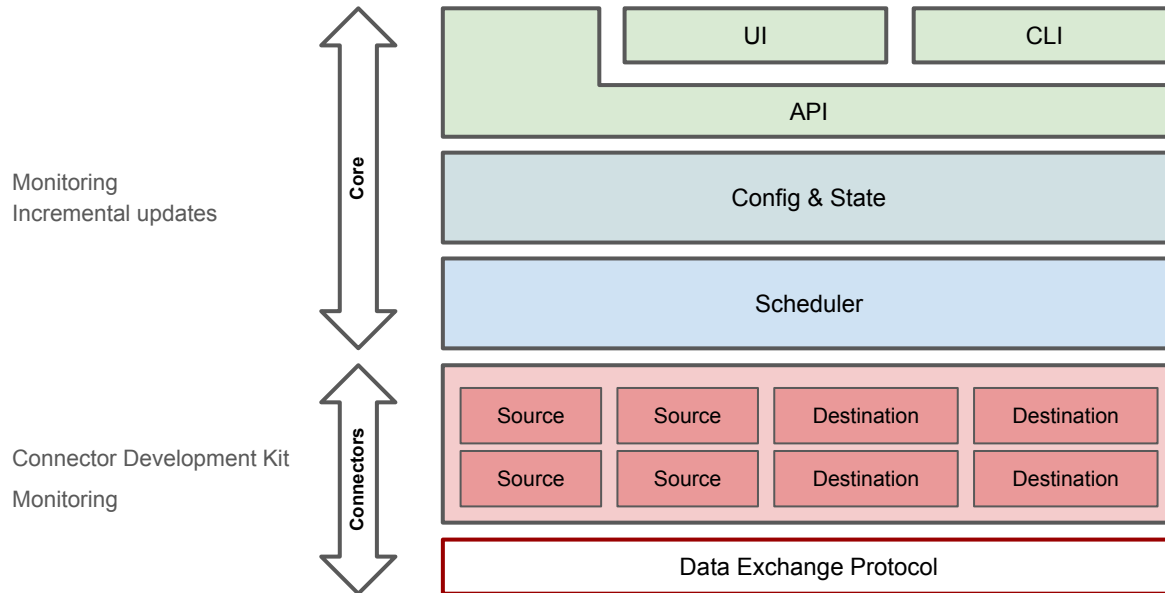 UI
CLI
API
Core
Monitoring
Incremental updates
Config & State
Scheduler
Connectors
Connector Development Kit
Monitoring
Source
Source
Destination
Destination
Source
Source
Destination
Destination
Data Exchange Protocol